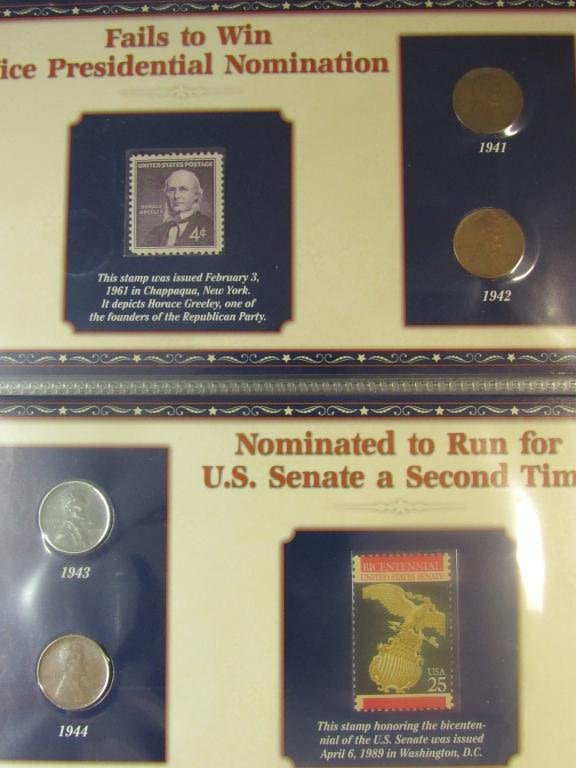 Fails to Win
ice Presidential Nomination
UNITED STATES POSTAGE
HORACE
GREELEY
4¢
This stamp was issued February 3,
1961 in Chappaqua, New York.
It depicts Horace Greeley, one of
the founders of the Republican Party.
1941
1942
Nominated to Run for
U.S. Senate a Second Tim
1943
1944
BICENTENNIAL
UNITED STATES SENATE
USA
25
This stamp honoring the bicenten-
nial of the U.S. Senate was issued
April 6, 1989 in Washington, D.C.